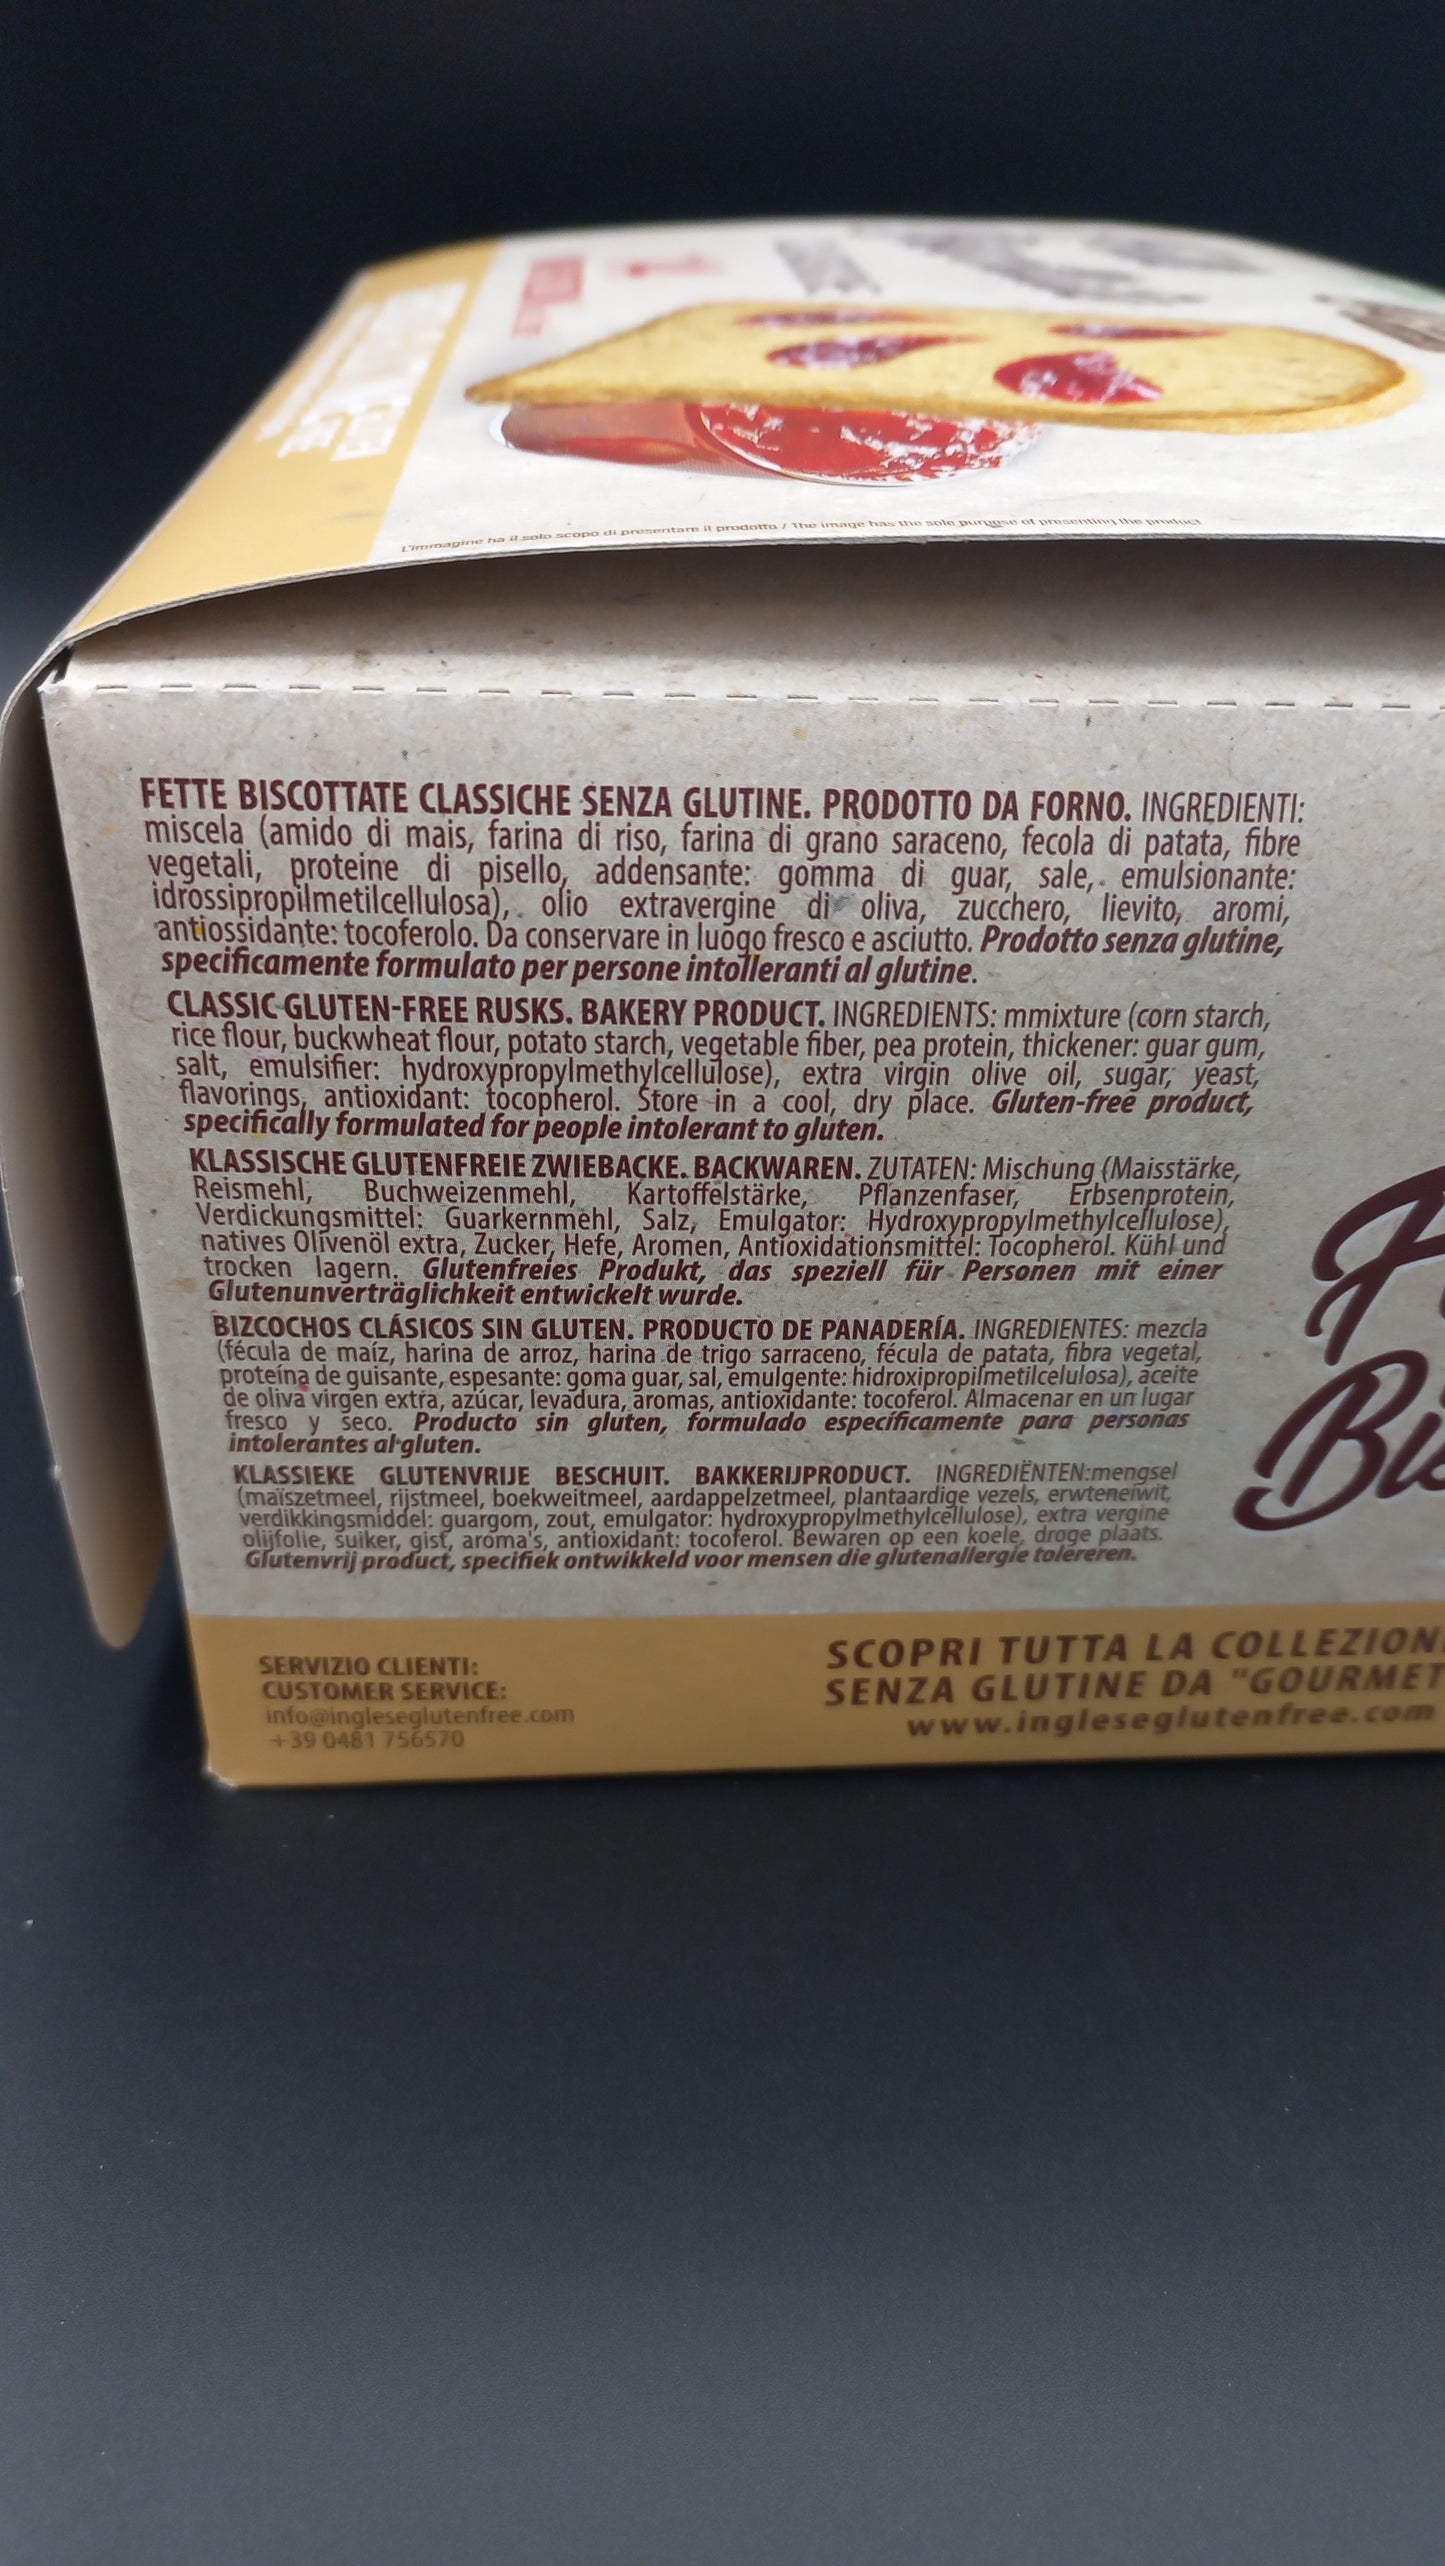 L'immagine ha il solo scopo di presentare il prodotto / The image has the sole purpose of presenting the product
FETTE BISCOTTATE CLASSICHE SENZA GLUTINE. PRODOTTO DA FORNO. INGREDIENTI:
miscela (amido di mais, farina di riso, farina di grano saraceno, fecola di patata, fibre
vegetali, proteine di pisello, addensante: gomma di guar, sale, emulsionante:
idrossipropilmetilcellulosa), olio extravergine di oliva, zucchero, lievito, aromi,
antiossidante: tocoferolo. Da conservare in luogo fresco e asciutto. Prodotto senza glutine,
specificamente formulato per persone intolleranti al glutine.
CLASSIC GLUTEN-FREE RUSKS. BAKERY PRODUCT. INGREDIENTS: mmixture (corn starch,
rice flour, buckwheat flour, potato starch, vegetable fiber, pea protein, thickener: guar gum,
salt, emulsifier: hydroxypropylmethylcellulose), extra virgin olive oil, sugar, yeast,
flavorings, antioxidant: tocopherol. Store in a cool, dry place. Gluten-free product,
specifically formulated for people intolerant to gluten.
KLASSISCHE GLUTENFREIE ZWIEBACKE. BACKWAREN. ZUTATEN: Mischung (Maisstärke,
Reismehl, Buchweizenmehl, Kartoffelstärke, Pflanzenfaser, Erbsenprotein,
Verdickungsmittel: Guarkernmehl, Salz, Emulgator: Hydroxypropylmethylcellulose),
natives Olivenöl extra, Zucker, Hefe, Aromen, Antioxidationsmittel: Tocopherol. Kühl und
trocken lagern. Glutenfreies Produkt, das speziell für Personen mit einer
Glutenunverträglichkeit entwickelt wurde.
BIZCOCHOS CLÁSICOS SIN GLUTEN. PRODUCTO DE PANADERÍA. INGREDIENTES: mezcla
(fécula de maíz, harina de arroz, harina de trigo sarraceno, fécula de patata, fibra vegetal,
proteína de guisante, espesante: goma guar, sal, emulgente: hidroxipropilmetilcelulosa), aceite
de oliva virgen extra, azúcar, levadura, aromas, antioxidante: tocoferol. Almacenar en un lugar
fresco y seco. Producto sin gluten, formulado específicamente para personas
intolerantes al gluten.
KLASSIEKE GLUTENVRIJE BESCHUIT. BAKKERIJPRODUCT. INGREDIËNTEN:mengsel
(maïszetmeel, rijstmeel, boekweitmeel, aardappelzetmeel, plantaardige vezels, erwteneiwit,
verdikkingsmiddel: guargom, zout, emulgator: hydroxypropylmethylcellulose), extra vergine
olijfolie, suiker, gist, aroma's, antioxidant: tocoferol. Bewaren op een koele, droge plaats.
Glutenvrij product, specifiek ontwikkeld voor mensen die glutenallergie tolereren.
SERVIZIO CLIENTI:
CUSTOMER SERVICE:
info@ingleseglutenfree.com
+39 0481 756570
SCOPRI TUTTA LA COLLEZION
SENZA GLUTINE DA "GOURMET
www.ingleseglutenfree.com